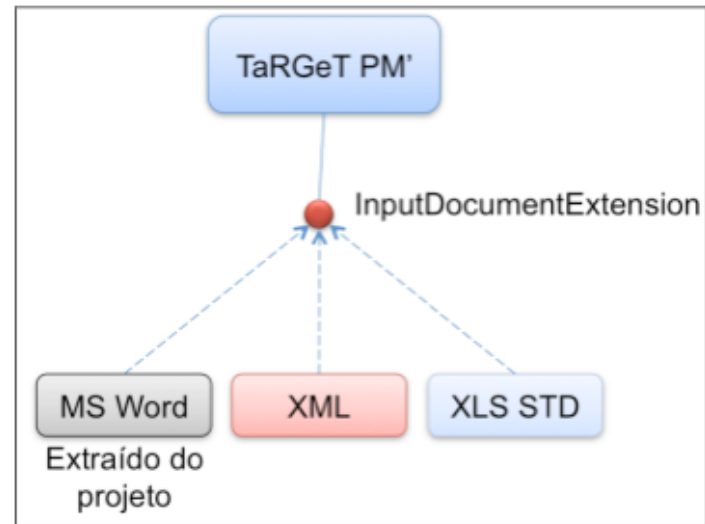 TaRGeT PM’
InputDocumentExtension
MS Word
XML
XLS STD
Extraído do
projeto